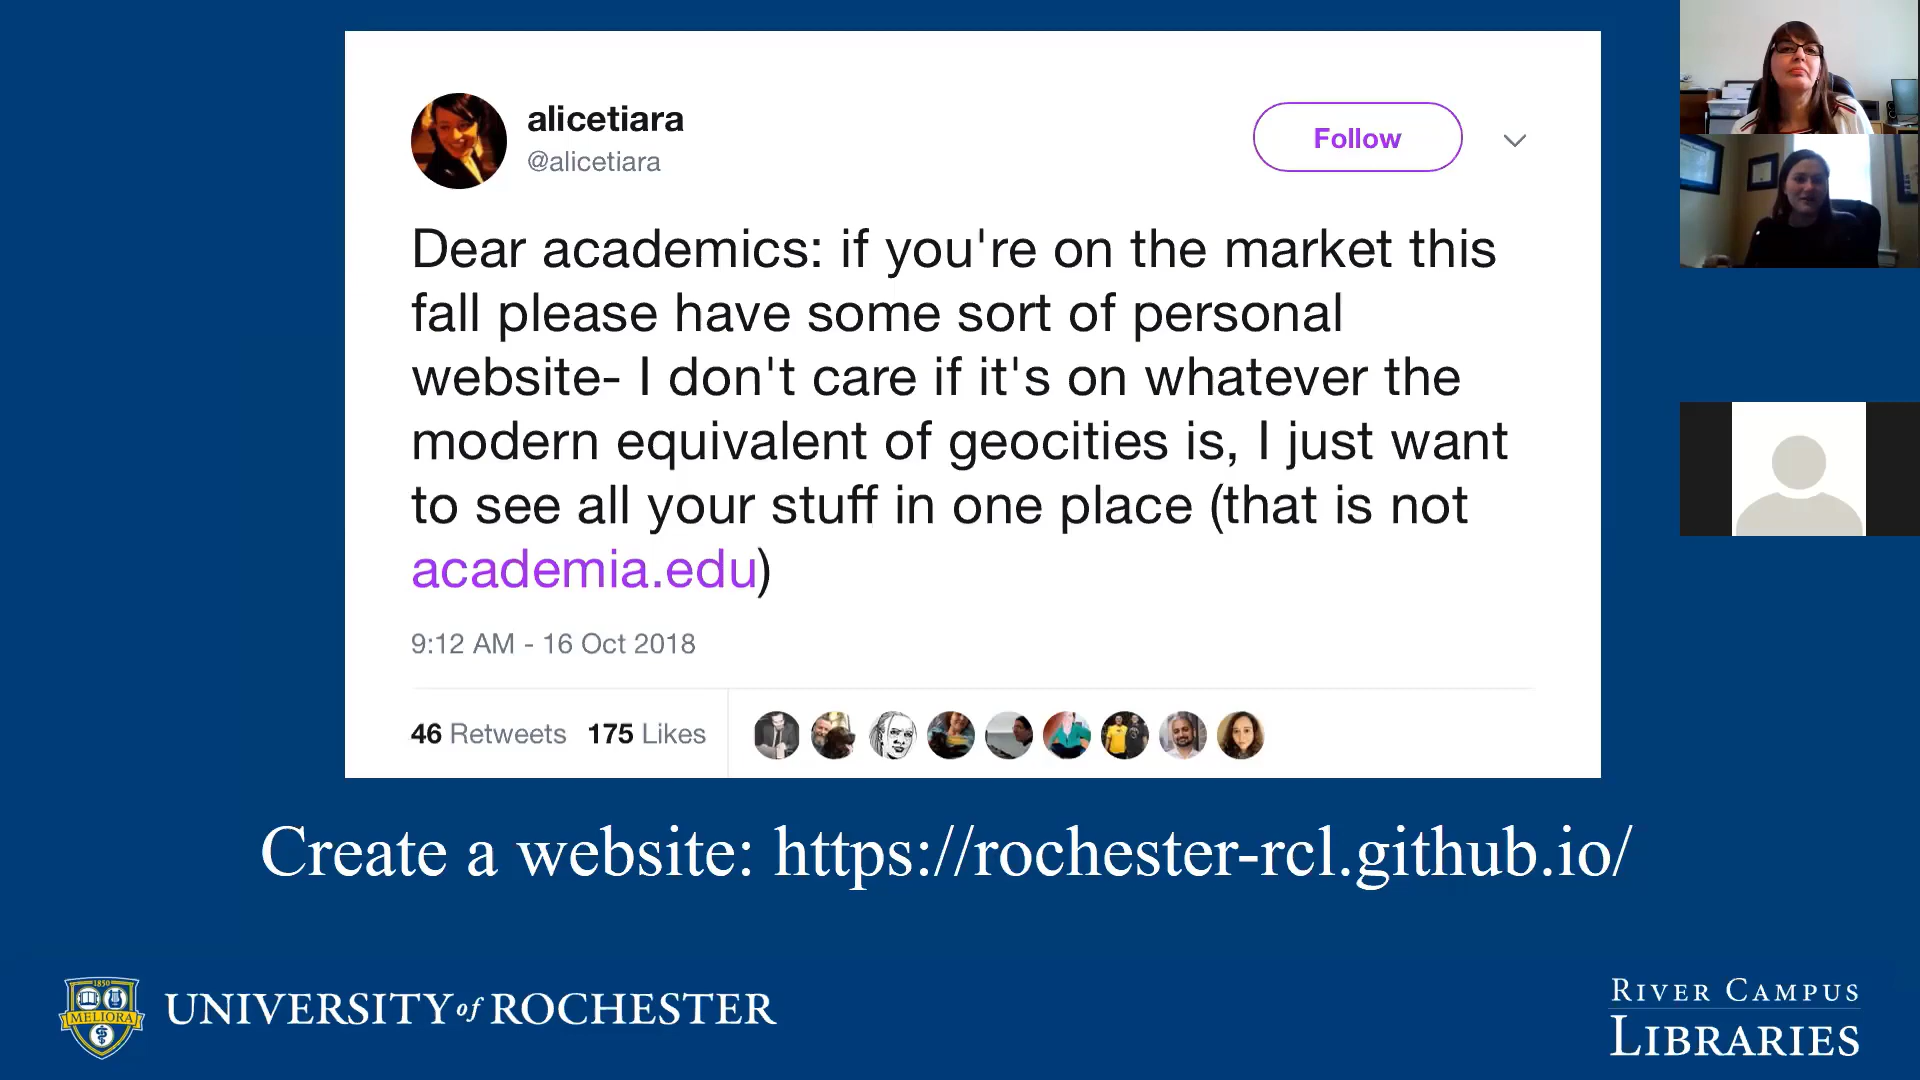 alicetiara
@alicetiara
Follow
Dear academics: if you're on the market this
fall please have some sort of personal
website- I don't care if it's on whatever the
modern equivalent of geocities is, I just want
to see all your stuff in one place (that is not
academia.edu)
9:12 AM - 16 Oct 2018
46 Retweets 175 Likes
Create a website: https://rochester-rcl.github.io/
1850
MELIORA
UNIVERSITY of ROCHESTER
RIVER CAMPUS
LIBRARIES